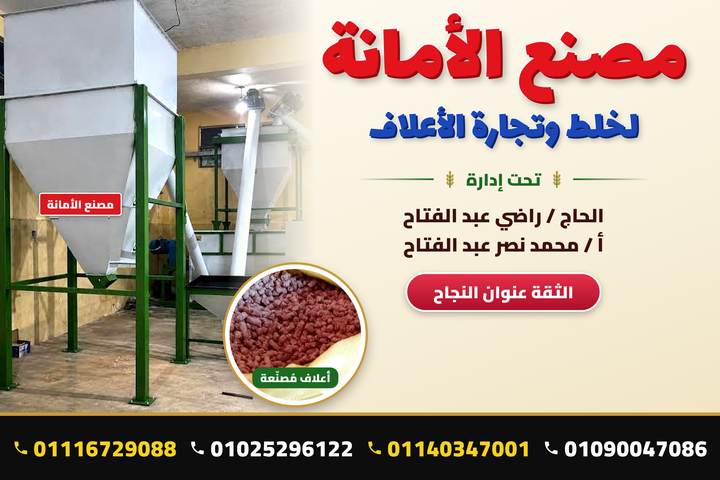 مصنع الأمانة
لخلط وتجارة الأعلاف
تحت إدارة
الحاج / راضي عبد الفتاح
أ / محمد نصر عبد الفتاح
الثقة عنوان النجاح
مصنع الأمانة
أعلاف مُصنّعة
01116729088 01025296122 01140347001 01090047086